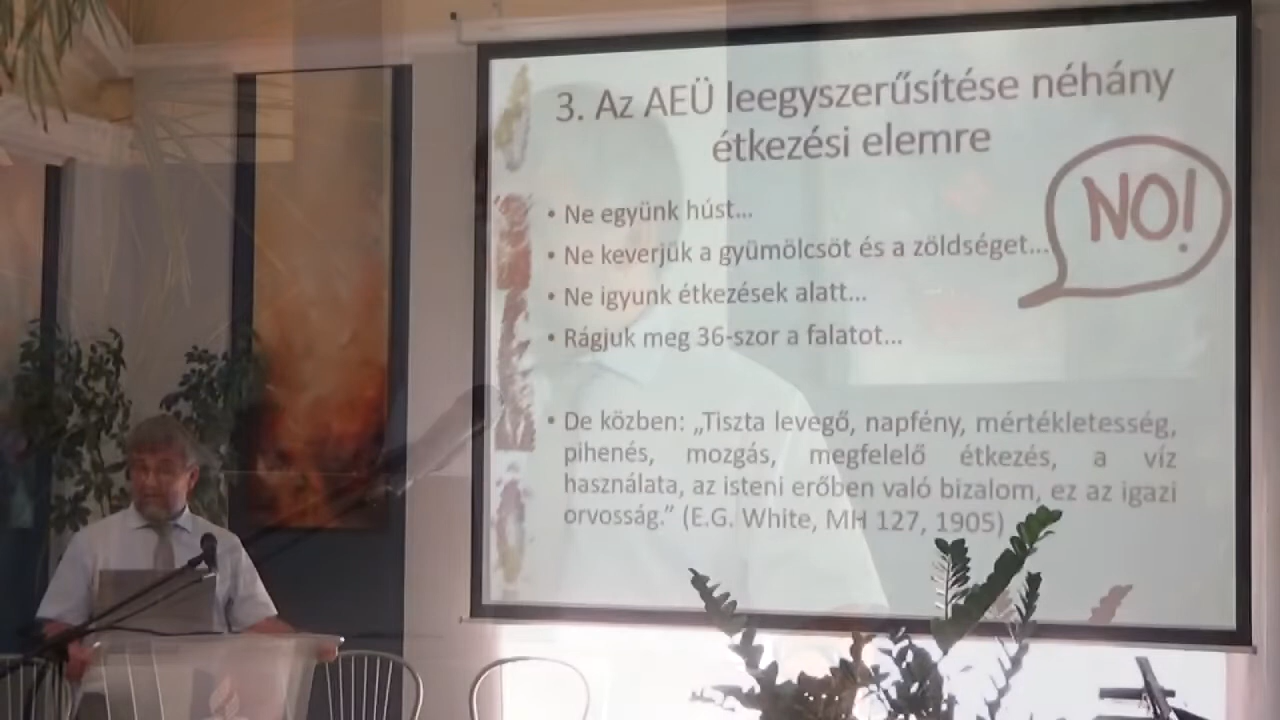 3. Az AEÜ leegyszerűsítése néhány
étkezési elemre
• Ne együnk húst...
• Ne keverjük a gyümölcsöt és a zöldséget...
• Ne igyunk étkezések alatt...
• Rágjuk meg 36-szor a falatot...
NO!
• De közben: „Tiszta levegő, napfény, mértékletesség,
pihenés, mozgás, megfelelő étkezés, a víz
használata, az isteni erőben való bizalom, ez az igazi
orvosság.” (E.G. White, MH 127, 1905)